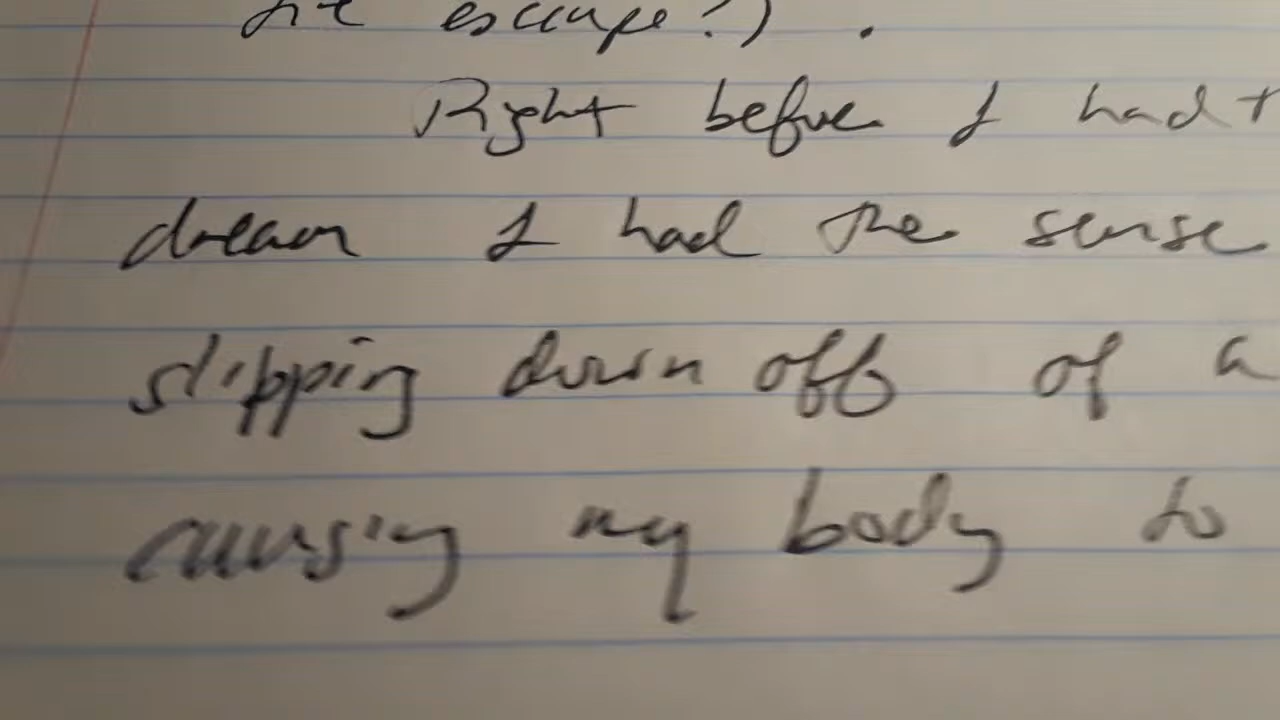 escape?).
Right before I had t
dream I had the sense
slipping down off of a
causing my body to